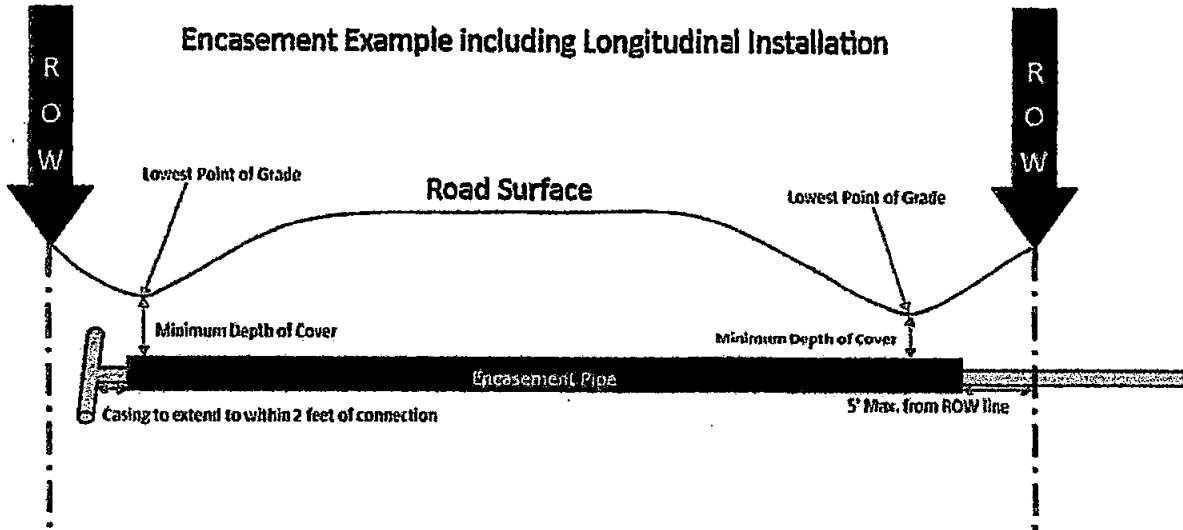 Encasement Example including Longitudinal Installation
ROW
ROW
Lowest Point of Grade
Road Surface
Lowest Point of Grade
Minimum Depth of Cover
Minimum Depth of Cover
Encasement Pipe
Casing to extend to within 2 feet of connection
5' Max. from ROW line